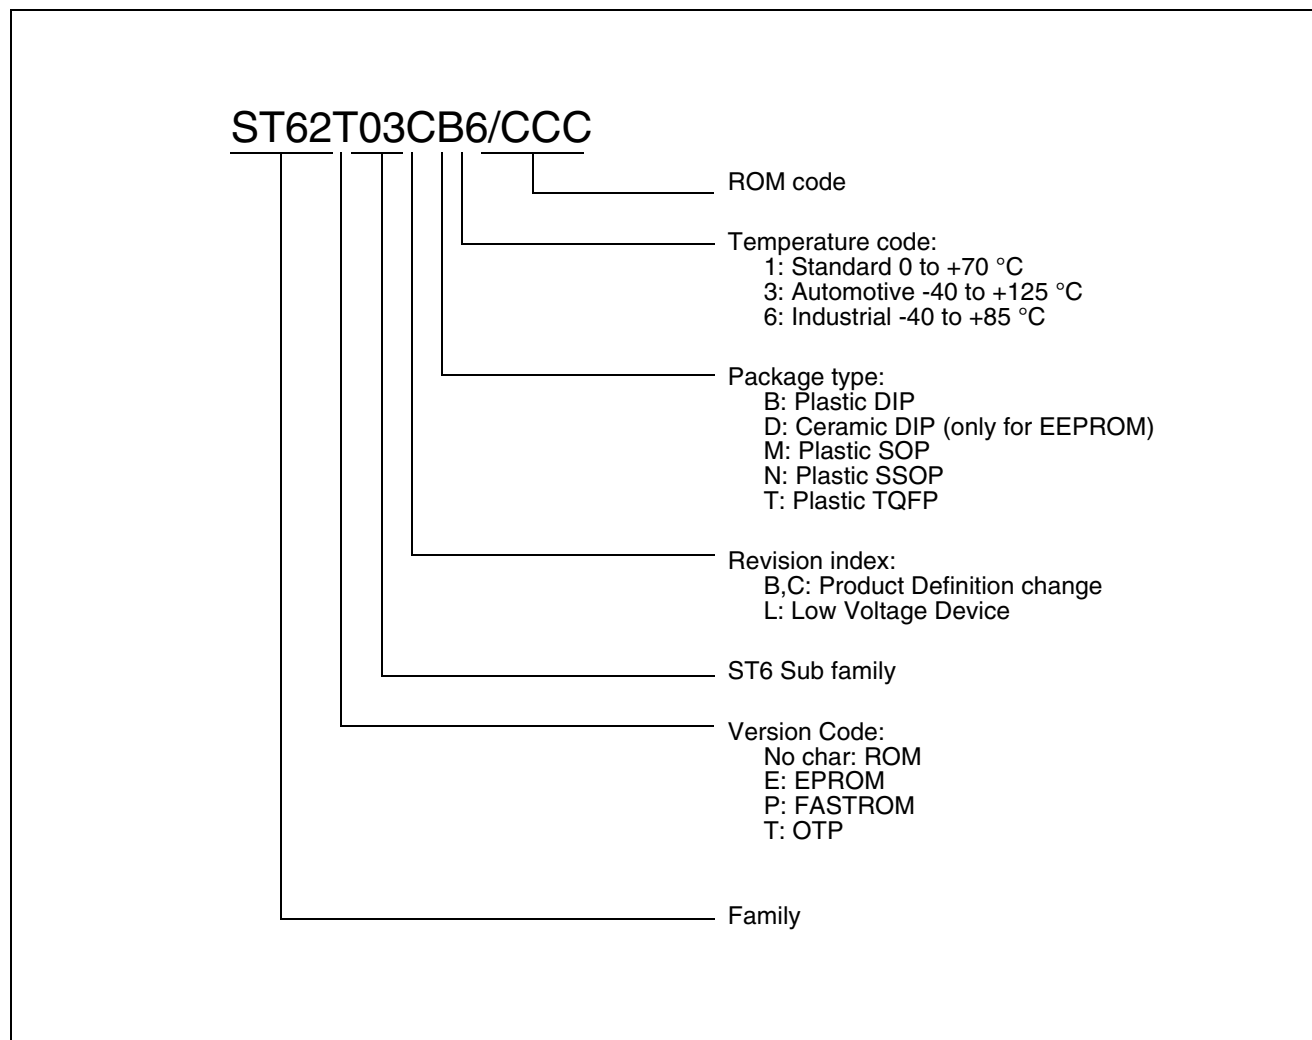 ST62T03CB6/CCC
ROM code
Temperature code:
1: Standard 0 to +70 °C
3: Automotive -40 to +125 °C
6: Industrial -40 to +85 °C
Package type:
B: Plastic DIP
D: Ceramic DIP (only for EEPROM)
M: Plastic SOP
N: Plastic SSOP
T: Plastic TQFP
Revision index:
B,C: Product Definition change
L: Low Voltage Device
ST6 Sub family
Version Code:
No char: ROM
E: EPROM
P: FASTROM
T: OTP
Family